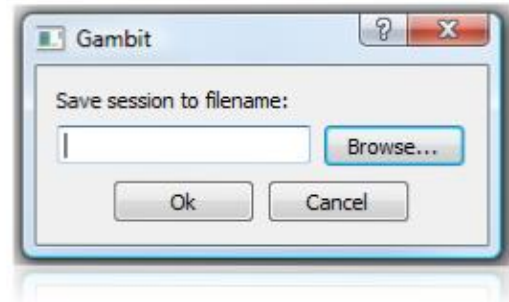 Gambit
Save session to filename:
Browse...
Ok
Cancel